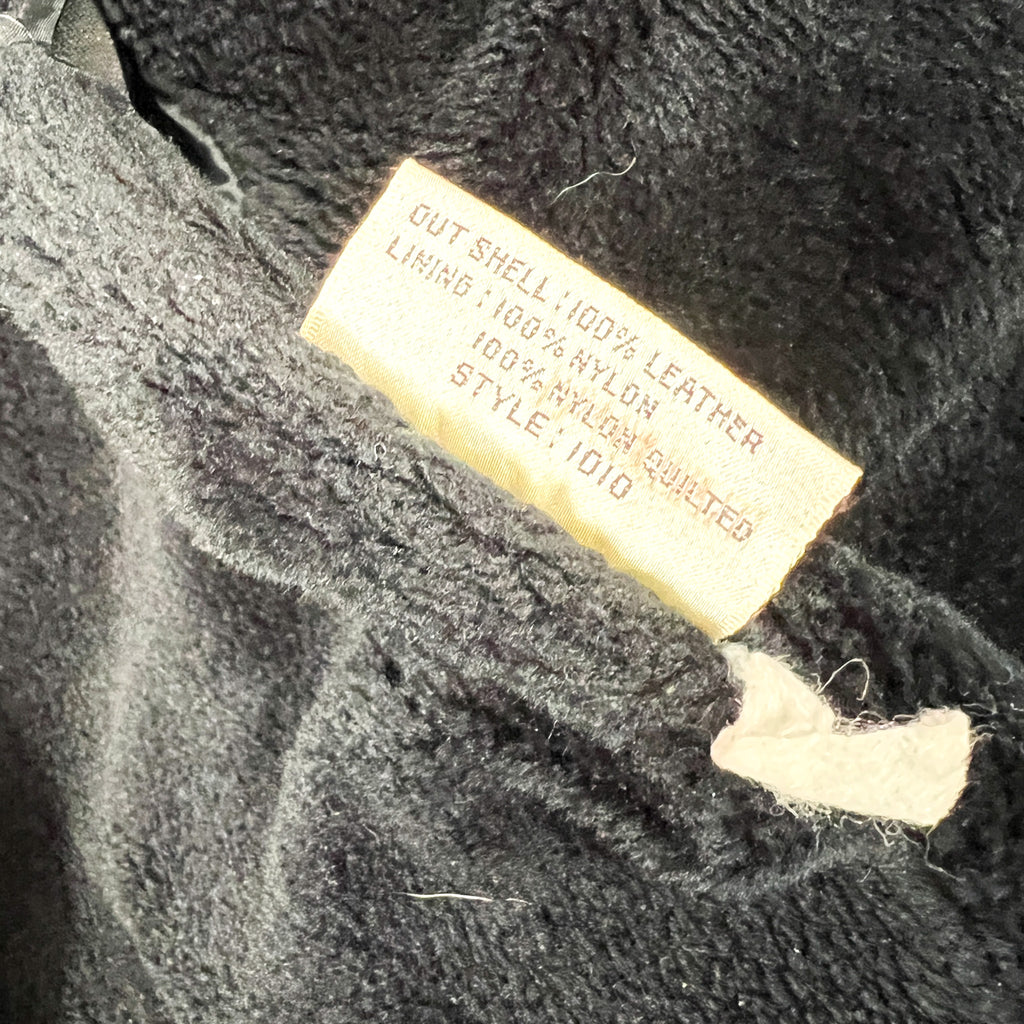 OUT SHELL : 100% LEATHER
LINING : 100% NYLON
100% NYLON QUILTED
STYLE : 1010